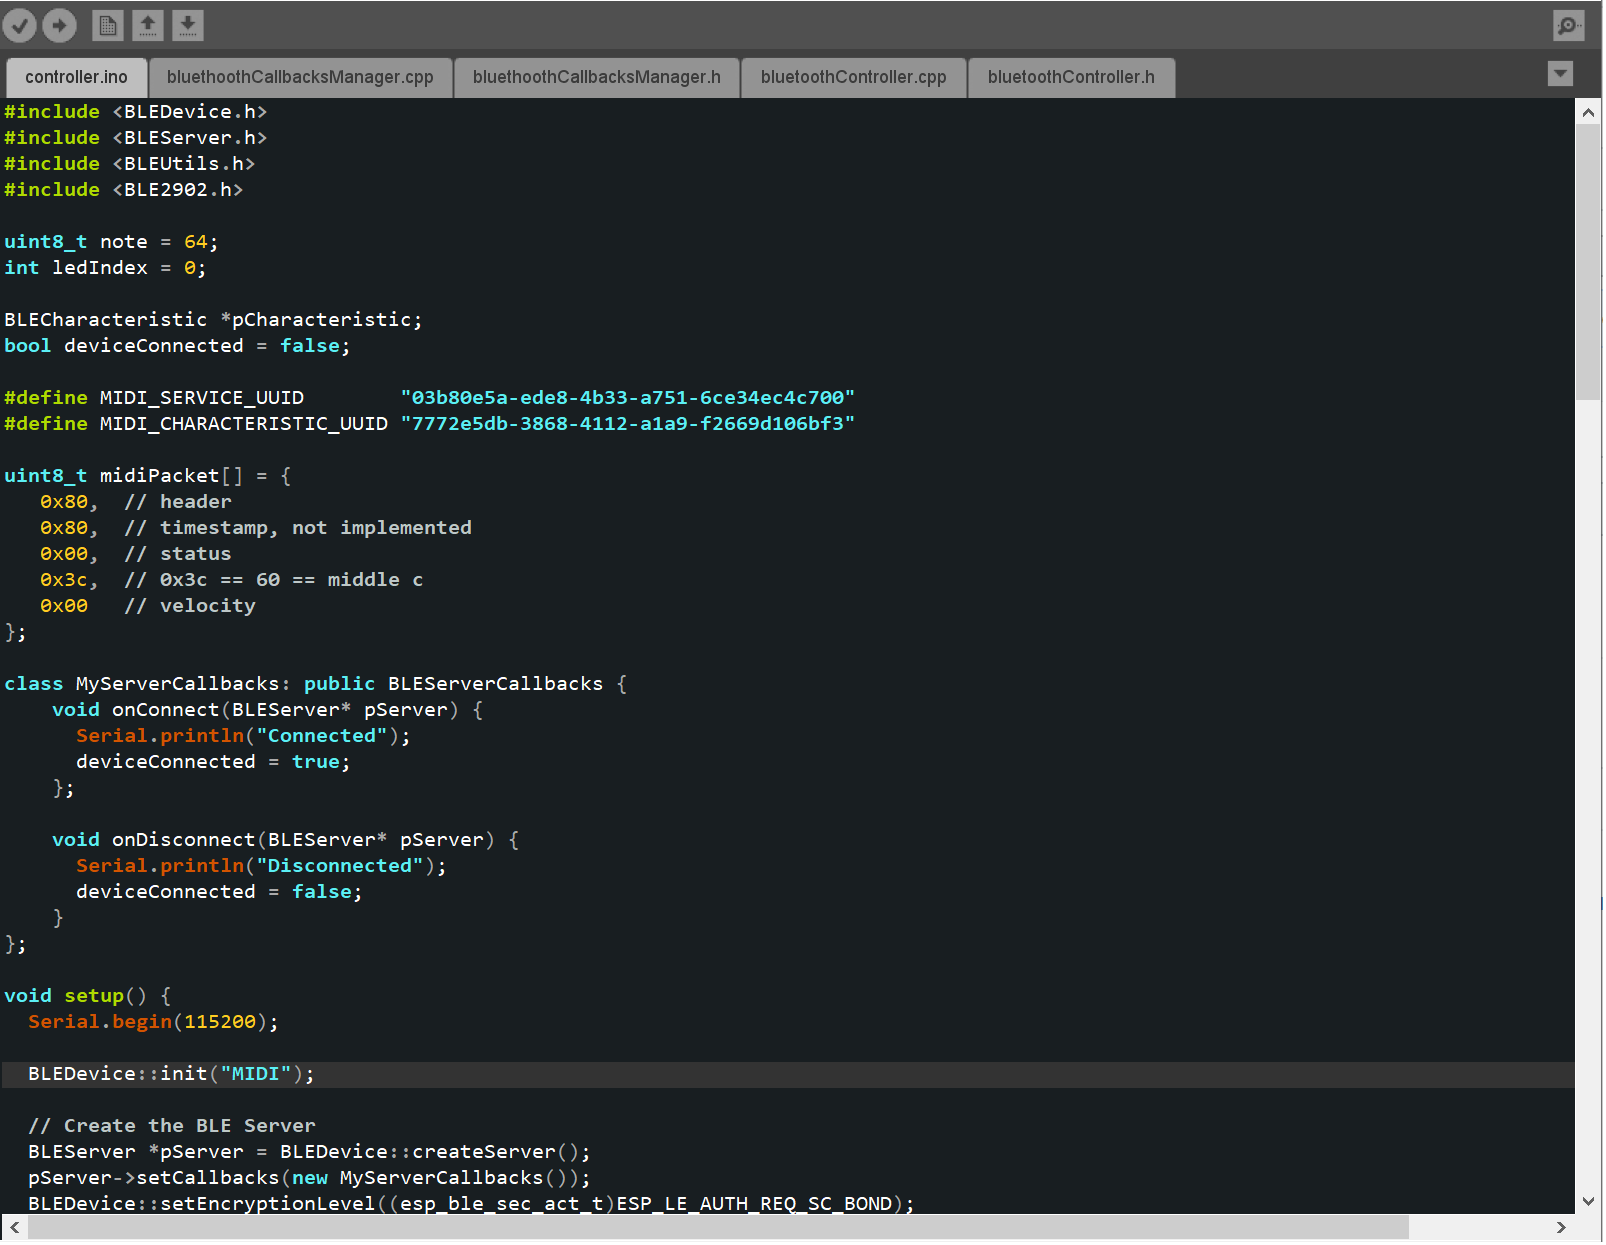 controller.ino bluethoothCallbacksManager.cpp bluethoothCallbacksManager.h bluetoothController.cpp bluetoothController.h
#include <BLEDevice.h>
#include <BLEServer.h>
#include <BLEUtils.h>
#include <BLE2902.h>
uint8_t note = 64;
int ledIndex = 0;
BLECharacteristic *pCharacteristic;
bool deviceConnected = false;
#define MIDI_SERVICE_UUID        "03b80e5a-ede8-4b33-a751-6ce34ec4c700"
#define MIDI_CHARACTERISTIC_UUID "7772e5db-3868-4112-a1a9-f2669d106bf3"
uint8_t midiPacket[] = {
   0x80,  // header
   0x80,  // timestamp, not implemented
   0x00,  // status
   0x3c,  // 0x3c == 60 == middle c
   0x00   // velocity
};
class MyServerCallbacks: public BLEServerCallbacks {
    void onConnect(BLEServer* pServer) {
      Serial.println("Connected");
      deviceConnected = true;
    };
    void onDisconnect(BLEServer* pServer) {
      Serial.println("Disconnected");
      deviceConnected = false;
    }
};
void setup() {
  Serial.begin(115200);
  BLEDevice::init("MIDI");
  // Create the BLE Server
  BLEServer *pServer = BLEDevice::createServer();
  pServer->setCallbacks(new MyServerCallbacks());
  BLEDevice::setEncryptionLevel((esp_ble_sec_act_t)ESP_LE_AUTH_REQ_SC_BOND);